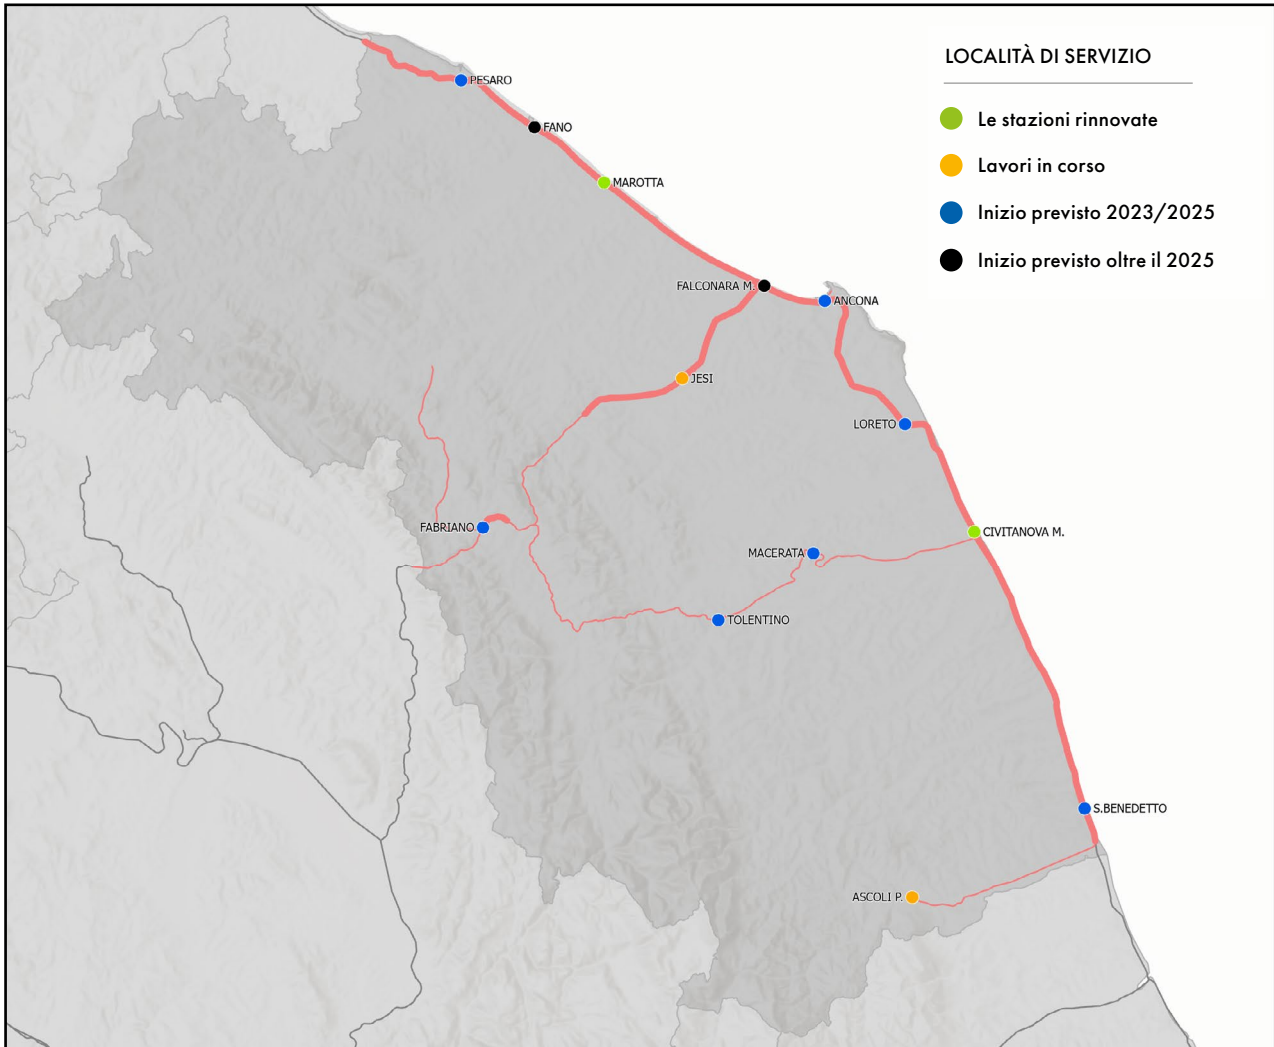 LOCALITÀ DI SERVIZIO
Le stazioni rinnovate
Lavori in corso
Inizio previsto 2023/2025
Inizio previsto oltre il 2025
PESARO
FANO
MAROTTA
FALCONARA M.
ANCONA
JESI
LORETO
FABRIANO
CIVITANOVA M.
MACERATA
TOLENTINO
S.BENEDETTO
ASCOLI P.